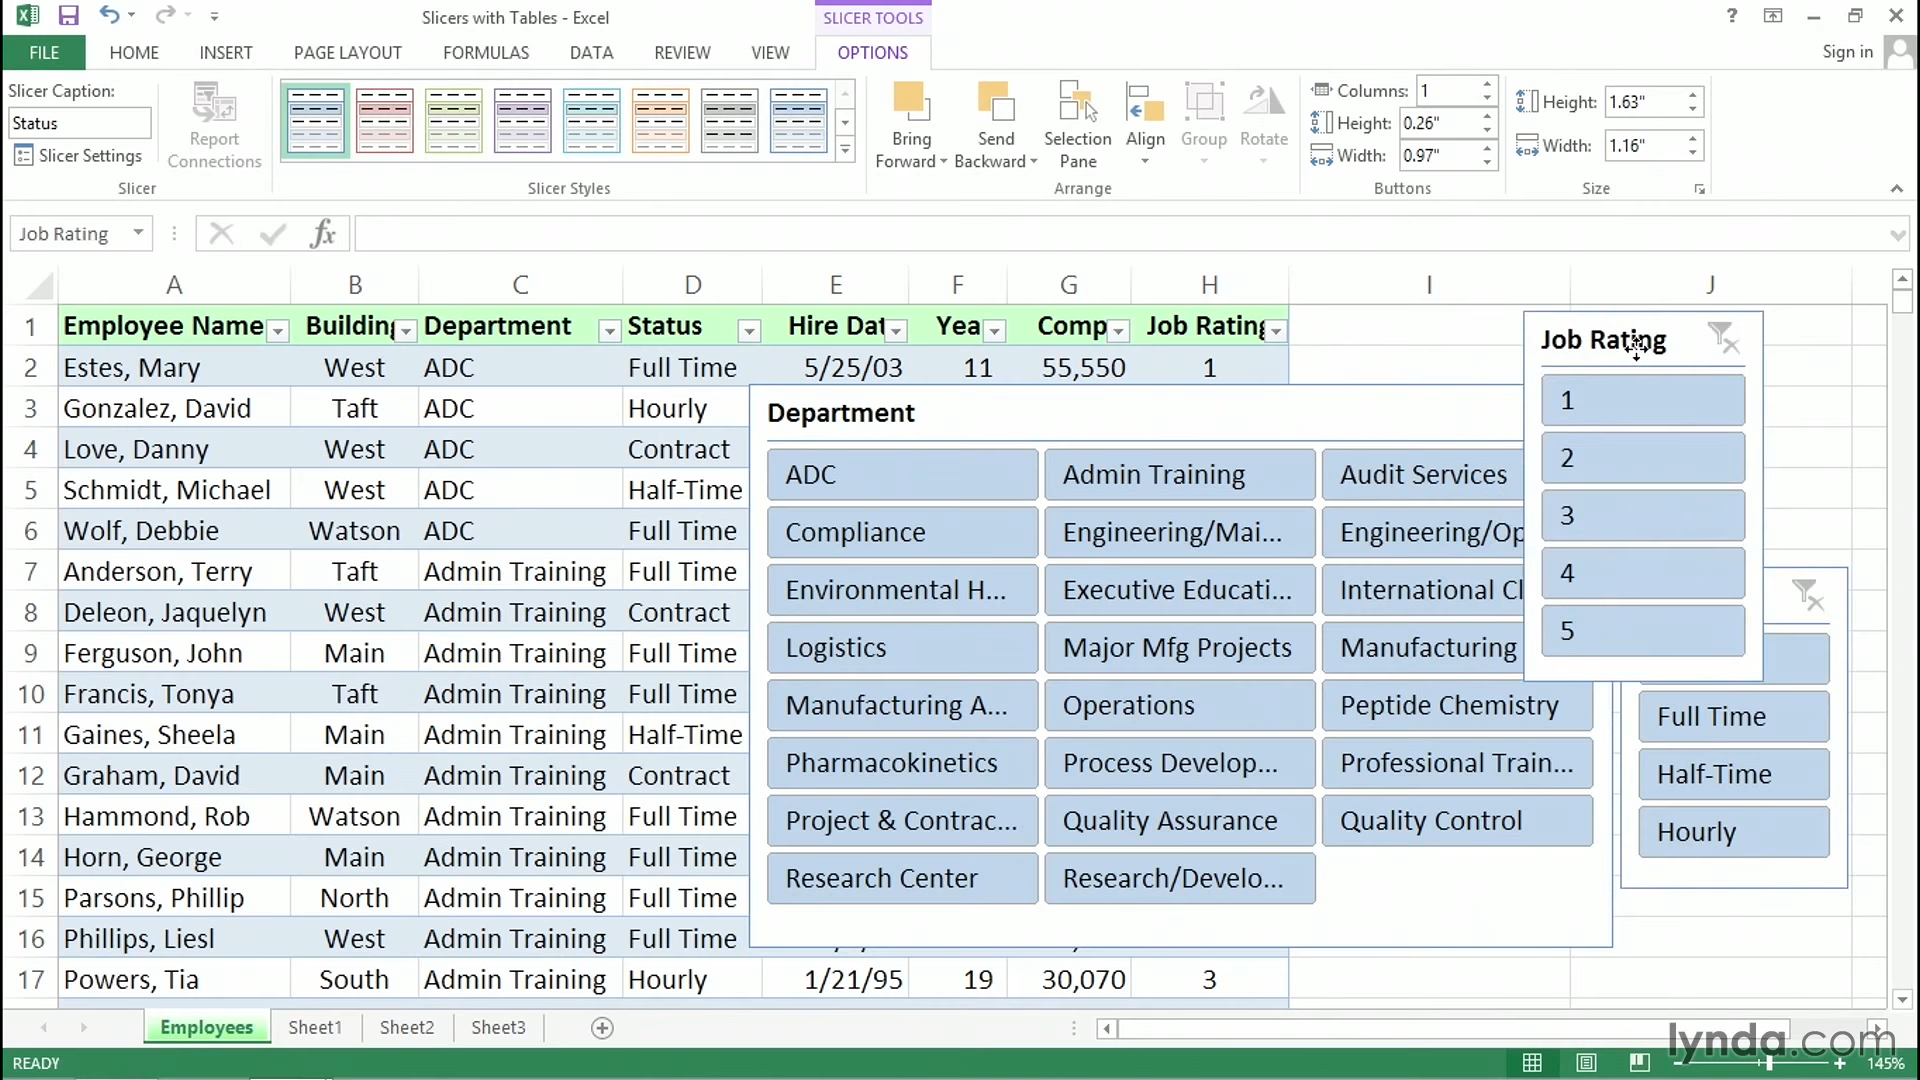 Slicers with Tables - Excel
SLICER TOOLS
?
FILE
HOME
INSERT
PAGE LAYOUT
FORMULAS
DATA
REVIEW
VIEW
OPTIONS
Sign in
Slicer Caption:
Status
Slicer Settings
Slicer
Report
Connections
Slicer Styles
Bring
Forward
Send
Backward
Selection
Pane
Align
Group
Rotate
Arrange
Columns: 1
Height: 0.26"
Width: 0.97"
Buttons
Height: 1.63"
Width: 1.16"
Size
Job Rating
fx
A B C D E F G H I J
1 Employee Name Building Department Status Hire Dat Yea Comp Job Rating
2 Estes, Mary West ADC Full Time 5/25/03 11 55,550 1
3 Gonzalez, David Taft ADC Hourly
4 Love, Danny West ADC Contract
5 Schmidt, Michael West ADC Half-Time
6 Wolf, Debbie Watson ADC Full Time
7 Anderson, Terry Taft Admin Training Full Time
8 Deleon, Jaquelyn West Admin Training Contract
9 Ferguson, John Main Admin Training Full Time
10 Francis, Tonya Taft Admin Training Full Time
11 Gaines, Sheela Main Admin Training Half-Time
12 Graham, David Main Admin Training Contract
13 Hammond, Rob Watson Admin Training Full Time
14 Horn, George Main Admin Training Full Time
15 Parsons, Phillip North Admin Training Full Time
16 Phillips, Liesl West Admin Training Full Time
17 Powers, Tia South Admin Training Hourly 1/21/95 19 30,070 3
Department
ADC Admin Training Audit Services
Compliance Engineering/Mai... Engineering/Op
Environmental H... Executive Educati... International Cl
Logistics Major Mfg Projects Manufacturing
Manufacturing A... Operations Peptide Chemistry
Pharmacokinetics Process Develop... Professional Train...
Project & Contrac... Quality Assurance Quality Control
Research Center Research/Develo...
Job Rating
1
2
3
4
5
Full Time
Half-Time
Hourly
Employees
Sheet1
Sheet2
Sheet3
lynda.com
READY
145%